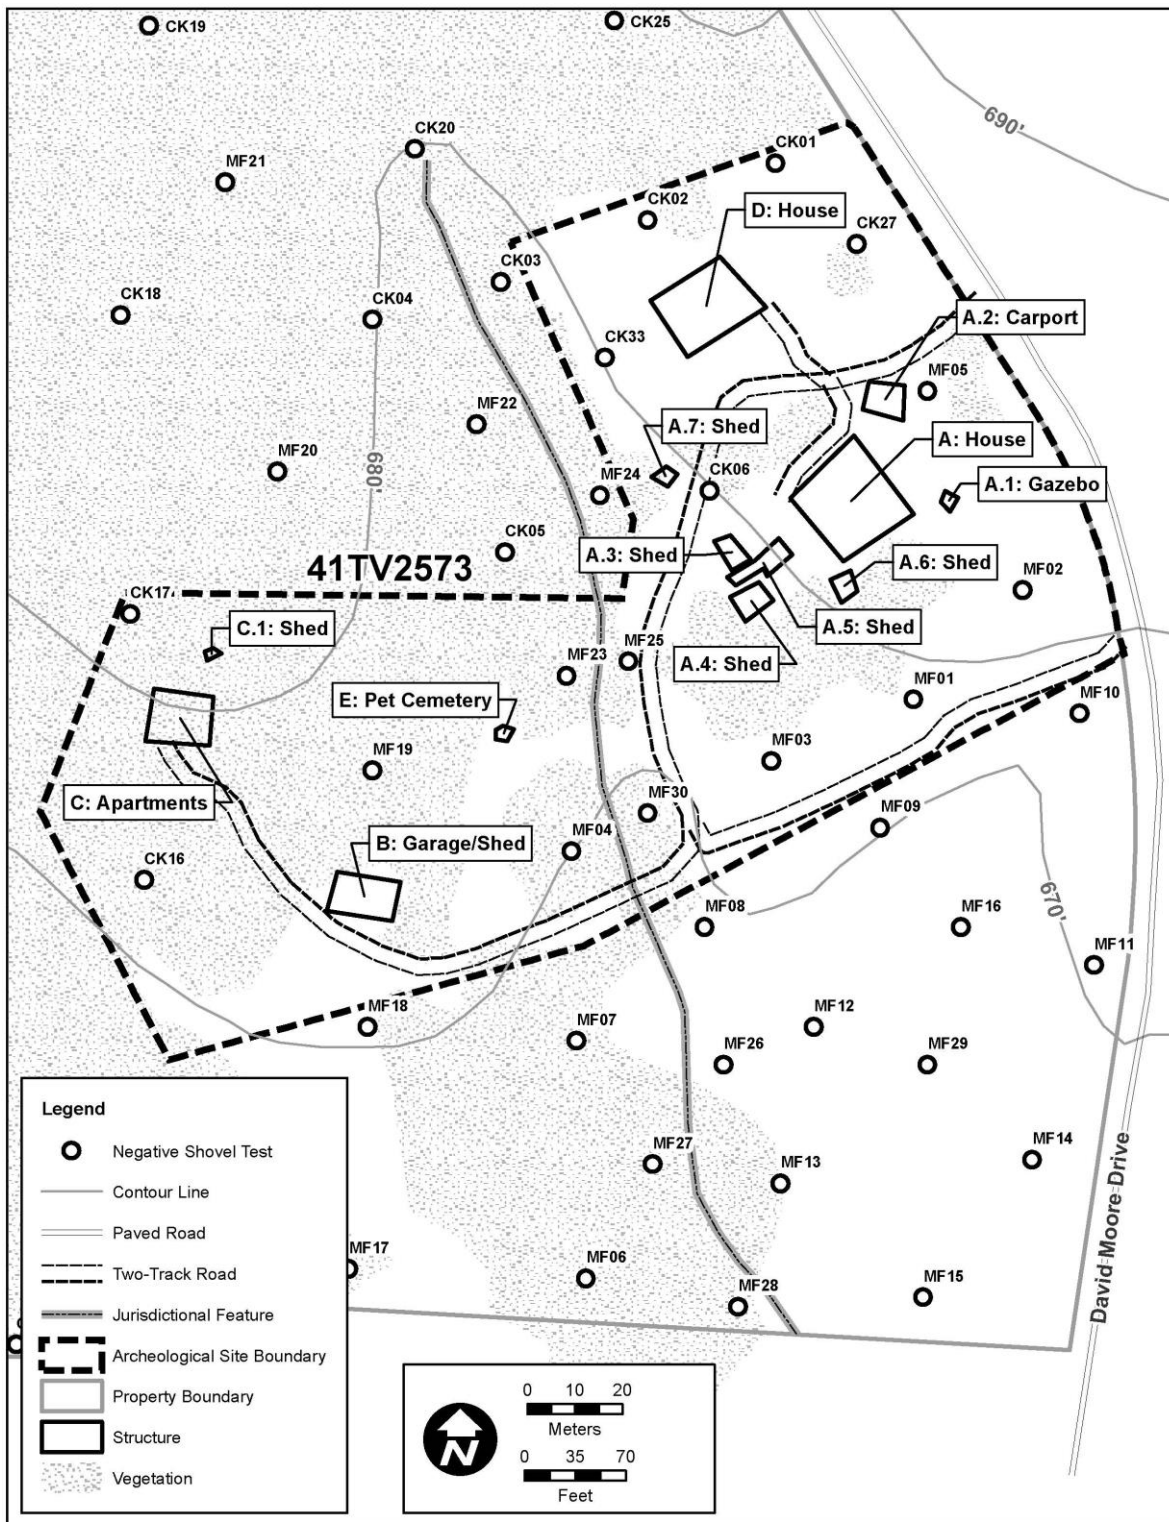 CK19
CK25
690'
CK20
CK01
MF21
CK02
D: House
CK27
CK03
CK18
CK04
A.2: Carport
CK33
MF05
MF22
A.7: Shed
A: House
MF20
680'
MF24
CK06
A.1: Gazebo
CK05
A.3: Shed
A.6: Shed
41TV2573
MF02
CK17
C.1: Shed
A.5: Shed
MF25
MF23
A.4: Shed
E: Pet Cemetery
MF01
MF10
MF19
MF03
C: Apartments
MF30
MF09
B: Garage/Shed
MF04
CK16
MF08
MF16
670'
MF11
MF18
MF07
MF12
MF26
MF29
MF27
MF13
MF14
David Moore Drive
MF17
MF06
MF28
MF15
Legend
Negative Shovel Test
Contour Line
Paved Road
Two-Track Road
Jurisdictional Feature
Archeological Site Boundary
Property Boundary
Structure
Vegetation
N
0 10 20
Meters
0 35 70
Feet